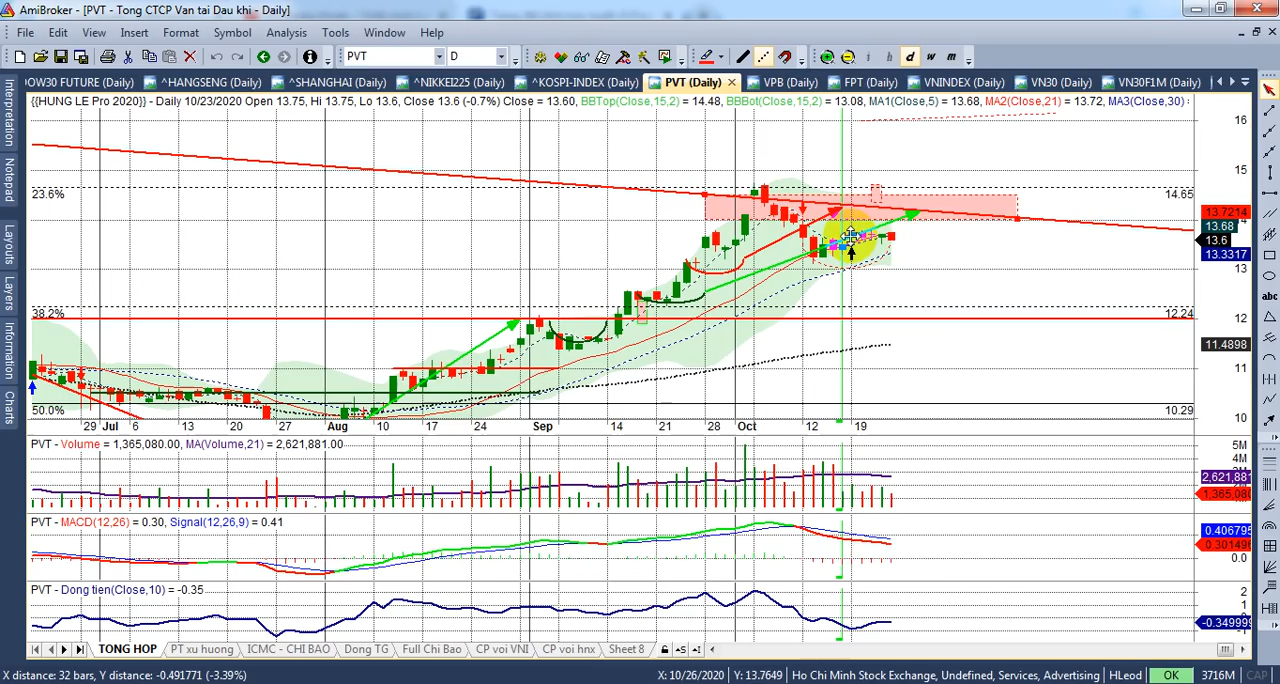 AmiBroker - [PVT - Tong CTCP Van tai Dau khi - Daily]
File Edit View Insert Format Symbol Analysis Tools Window Help
PVT D i h d w m
OW30 FUTURE (Daily) ^HANGSENG (Daily) ^SHANGHAI (Daily) ^NIKKEI225 (Daily) ^KOSPI-INDEX (Daily) PVT (Daily) VPB (Daily) FPT (Daily) VNINDEX (Daily) VN30 (Daily) VN30F1M (Daily)
{{HUNG LE Pro 2020}} - Daily 10/23/2020 Open 13.75, Hi 13.75, Lo 13.6, Close 13.6 (-0.7%) Close = 13.60, BBTop(Close,15,2) = 14.48, BBBot(Close,15,2) = 13.08, MA1(Close,5) = 13.68, MA2(Close,21) = 13.72, MA3(Close,30) :
Interpretation
Notepad
Layouts
Layers
Information
Charts
16
15
23.6% 14.65
13.7214
13.68
13.6
13.3317
13
38.2% 12.24
12
11.4898
11
50.0% 10.29
10
29 Jul 6 13 20 27 Aug 10 17 24 Sep 14 21 28 Oct 12 19
PVT - Volume = 1,365,080.00, MA(Volume,21) = 2,621,881.00
5M
4M
3M
2,621,881
1,365,080
PVT - MACD(12,26) = 0.30, Signal(12,26,9) = 0.41
0.406795
0.301496
0.0
PVT - Dong tien(Close,10) = -0.35
2
1
0
-0.349999
TONG HOP PT xu huong ICMC - CHI BAO Dong TG Full Chi Bao CP voi VNI CP voi hnx Sheet 8
X distance: 32 bars, Y distance: -0.491771 (-3.39%) X: 10/26/2020 Y: 13.7649 Ho Chi Minh Stock Exchange, Undefined, Services, Advertising HLeod OK 3716M CAP
abc